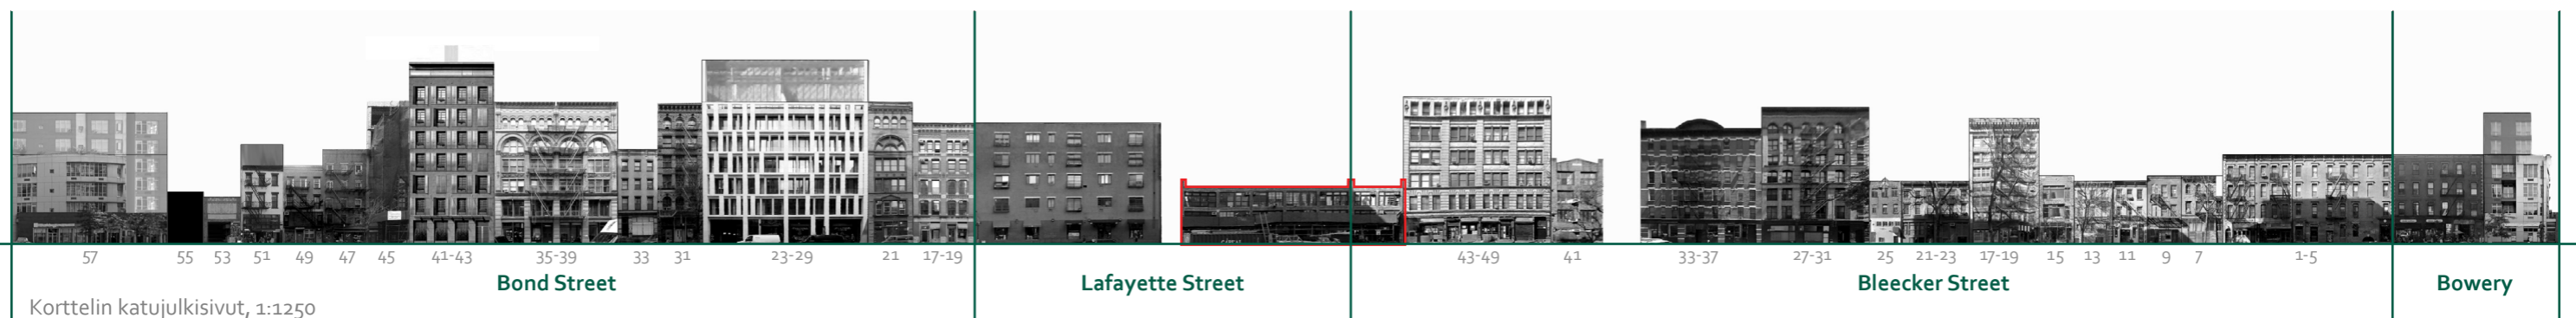 57 55 53 51 49 47 45 41-43 35-39 33 31 23-29 21 17-19 43-49 41 33-37 27-31 25 21-23 17-19 15 13 11 9 7 1-5
Bond Street Lafayette Street Bleecker Street Bowery
Korttelin katujulkisivut, 1:1250